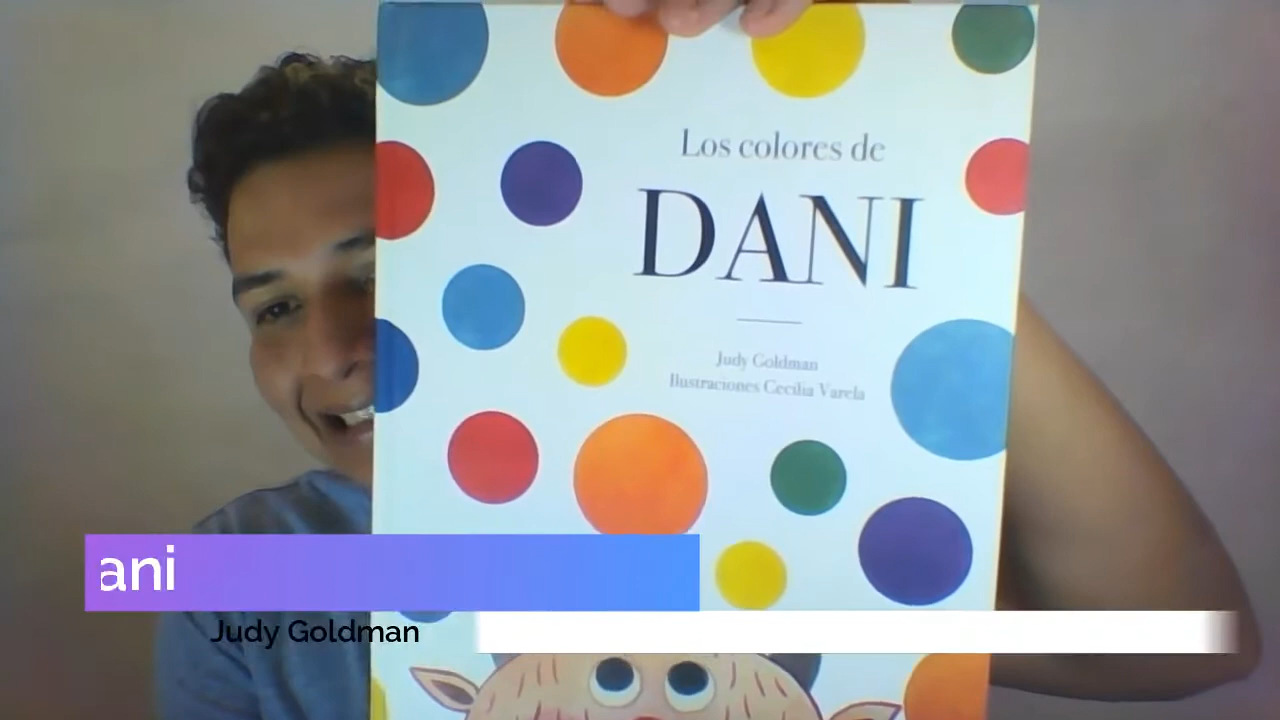 Los colores de
DANI
Judy Goldman
Ilustraciones Cecilia Varela
ani
Judy Goldman